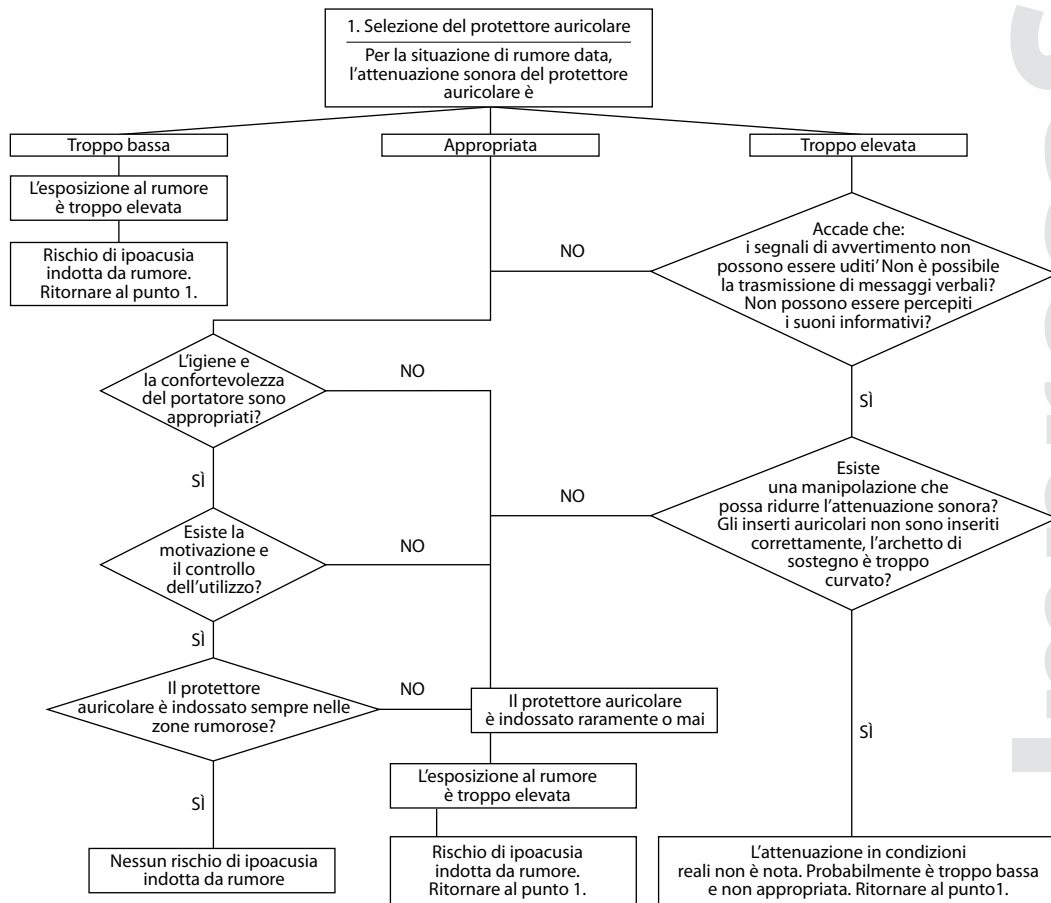 1. Selezione del protettore auricolare
Per la situazione di rumore data,
l'attenuazione sonora del protettore
auricolare è
Troppo bassa
Appropriata
Troppo elevata
L'esposizione al rumore
è troppo elevata
Rischio di ipoacusia
indotta da rumore.
Ritornare al punto 1.
NO
Accade che:
i segnali di avvertimento non
possono essere uditi' Non è possibile
la trasmissione di messaggi verbali?
Non possono essere percepiti
i suoni informativi?
L'igiene e
la confortevolezza
del portatore sono
appropriati?
NO
SÌ
SÌ
Esiste
una manipolazione che
possa ridurre l'attenuazione sonora?
Gli inserti auricolari non sono inseriti
correttamente, l'archetto di
sostegno è troppo
curvato?
NO
Esiste la
motivazione e
il controllo
dell'utilizzo?
NO
SÌ
Il protettore
auricolare è indossato sempre nelle
zone rumorose?
NO
Il protettore auricolare
è indossato raramente o mai
SÌ
L'esposizione al rumore
è troppo elevata
SÌ
Nessun rischio di ipoacusia
indotta da rumore
Rischio di ipoacusia
indotta da rumore.
Ritornare al punto 1.
L'attenuazione in condizioni
reali non è nota. Probabilmente è troppo bassa
e non appropriata. Ritornare al punto1.